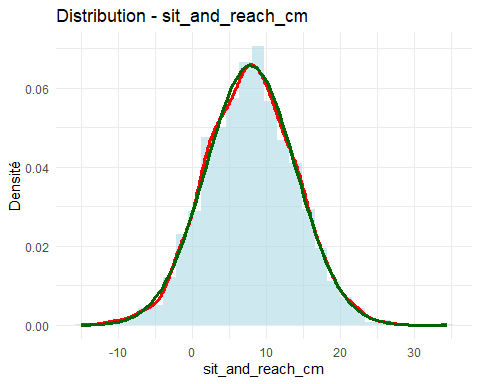 Distribution - sit_and_reach_cm
Densité
0.06
0.04
0.02
0.00
-10 0 10 20 30
sit_and_reach_cm